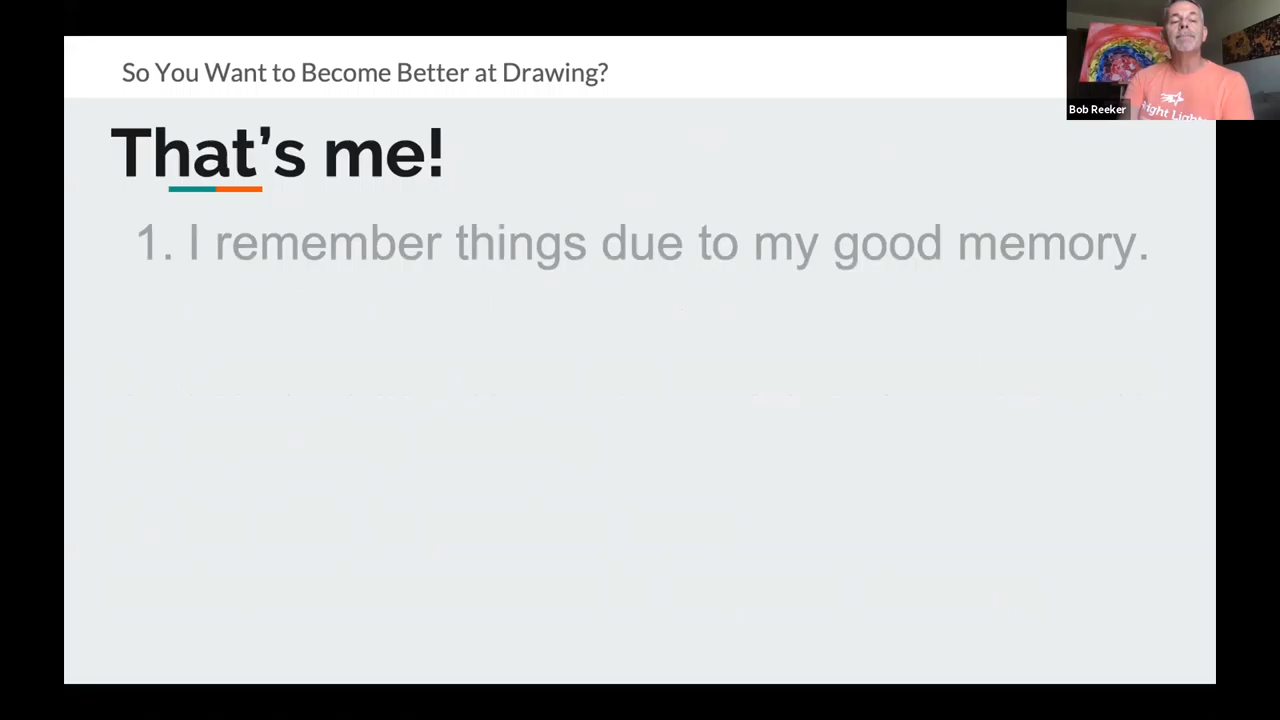 So You Want to Become Better at Drawing?
That's me!
1. I remember things due to my good memory.
Bob Reeker